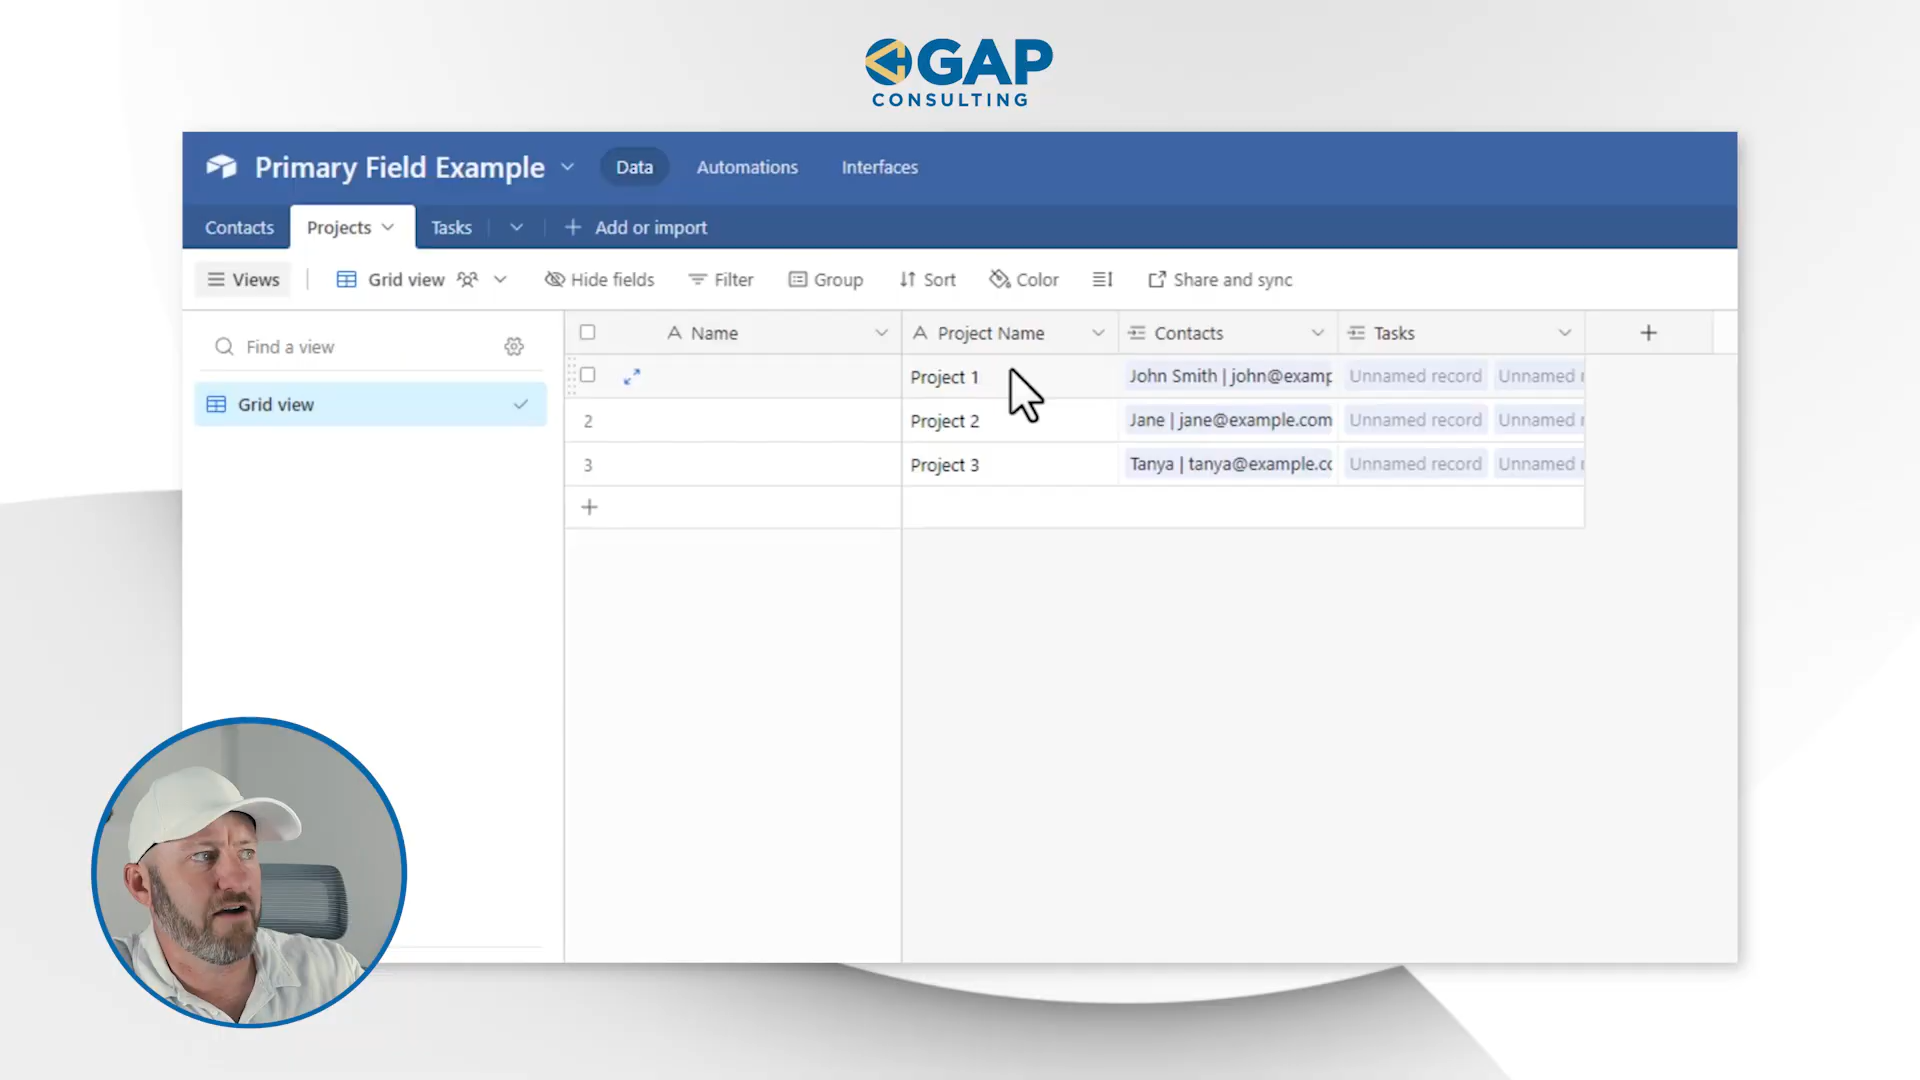 GAP
CONSULTING
Primary Field Example
Data
Automations
Interfaces
Contacts
Projects
Tasks
Add or import
Views
Grid view
Hide fields
Filter
Group
Sort
Color
Share and sync
Find a view
Grid view
Name
Project Name
Contacts
Tasks
Project 1
John Smith | john@examp
Unnamed record
Unnamed r
2
Project 2
Jane | jane@example.com
Unnamed record
Unnamed r
3
Project 3
Tanya | tanya@example.co
Unnamed record
Unnamed r